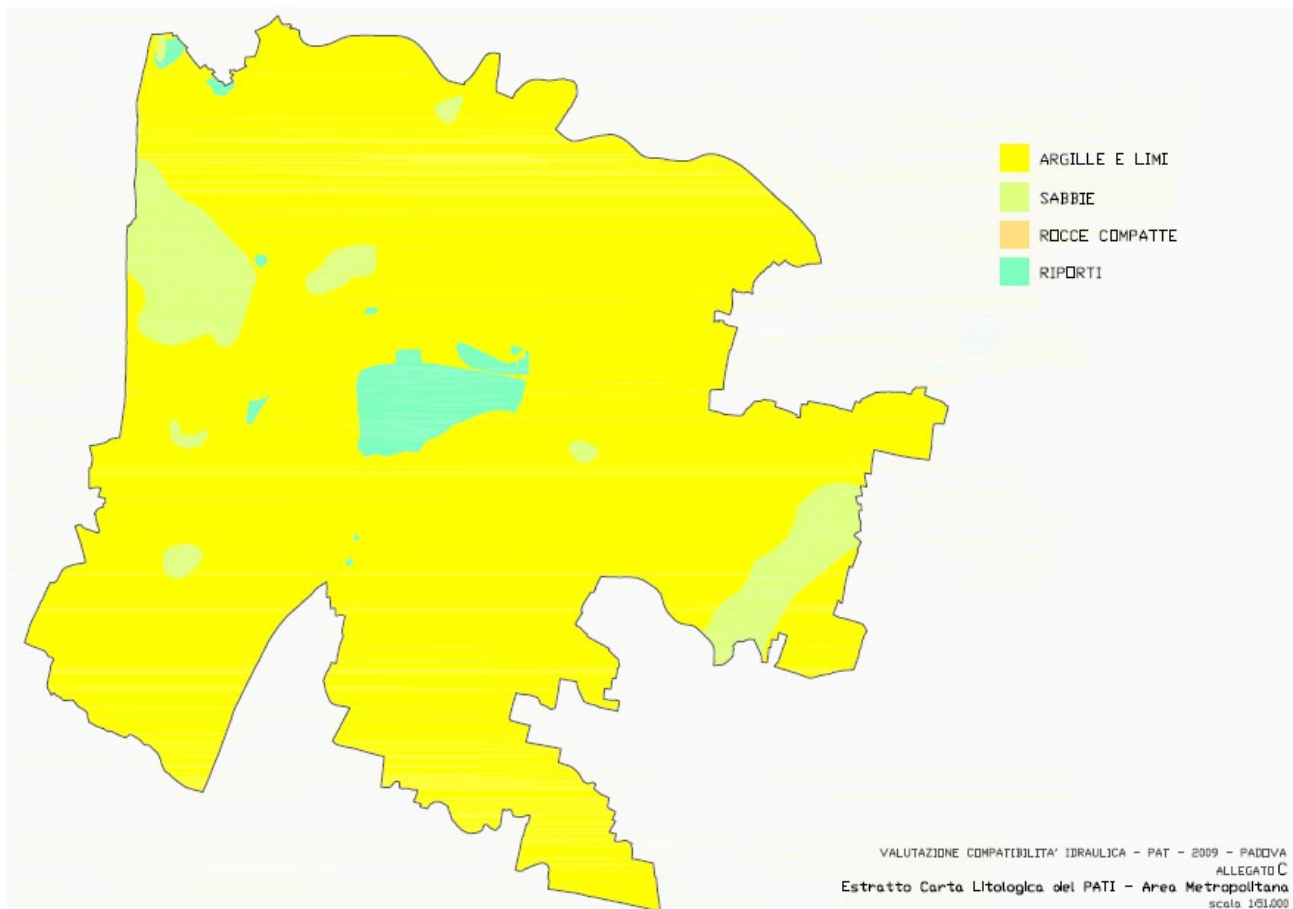 ARGILLE E LIMI
SABBIE
ROCCE COMPATTE
RIPORTI
VALUTAZIONE COMPATIBILITA' IDRAULICA - PAT - 2009 - PADOVA
ALLEGATO C
Estratto Carta Litologica del PATI - Area Metropolitana
scala 1:51.000